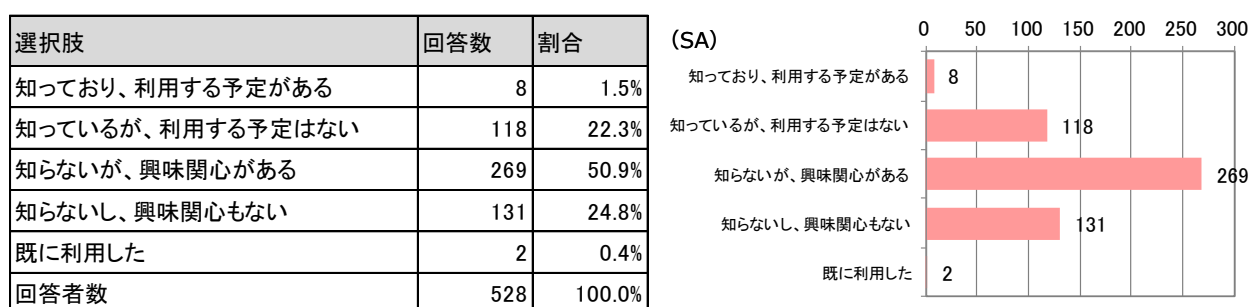 選択肢 回答数 割合
知っており、利用する予定がある 8 1.5%
知っているが、利用する予定はない 118 22.3%
知らないが、興味関心がある 269 50.9%
知らないし、興味関心もない 131 24.8%
既に利用した 2 0.4%
回答者数 528 100.0%
(SA)
0 50 100 150 200 250 300
知っており、利用する予定がある 8
知っているが、利用する予定はない 118
知らないが、興味関心がある 269
知らないし、興味関心もない 131
既に利用した 2